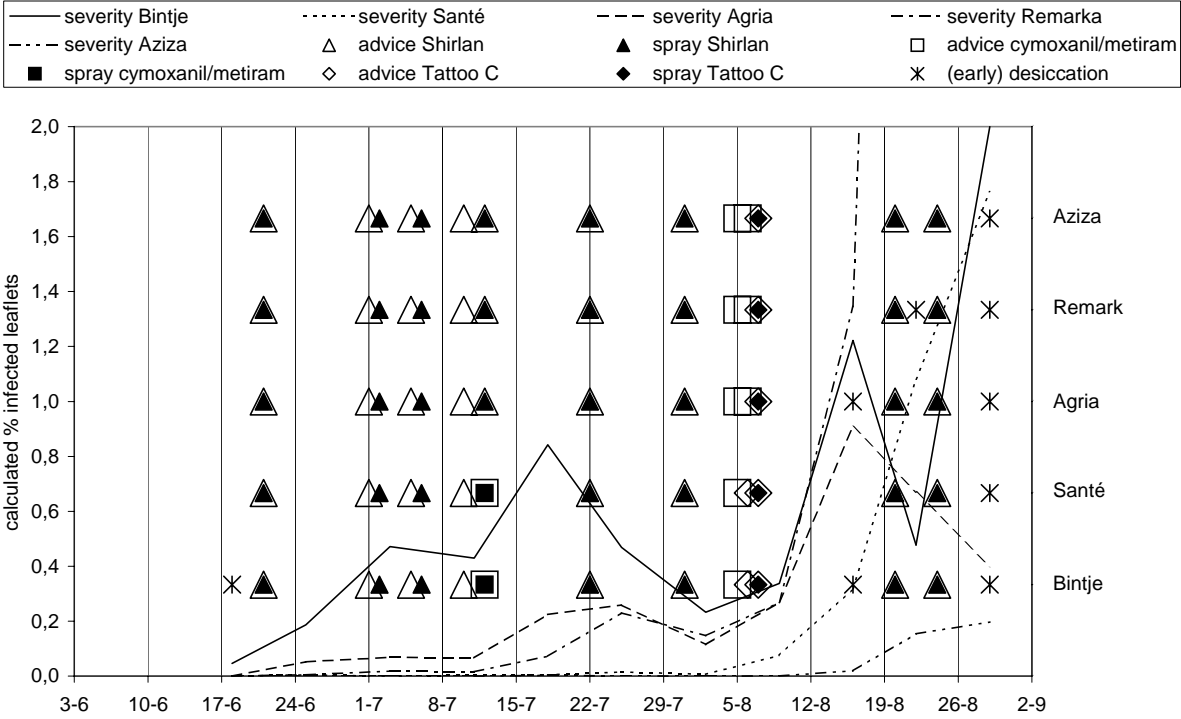 severity Bintje severity Santé severity Agria severity Remarka
severity Aziza advice Shirlan spray Shirlan advice cymoxanil/metiram
spray cymoxanil/metiram advice Tattoo C spray Tattoo C (early) desiccation
calculated % infected leaflets
2,0
1,8
1,6
1,4
1,2
1,0
0,8
0,6
0,4
0,2
0,0
Aziza
Remark
Agria
Santé
Bintje
3-6 10-6 17-6 24-6 1-7 8-7 15-7 22-7 29-7 5-8 12-8 19-8 26-8 2-9